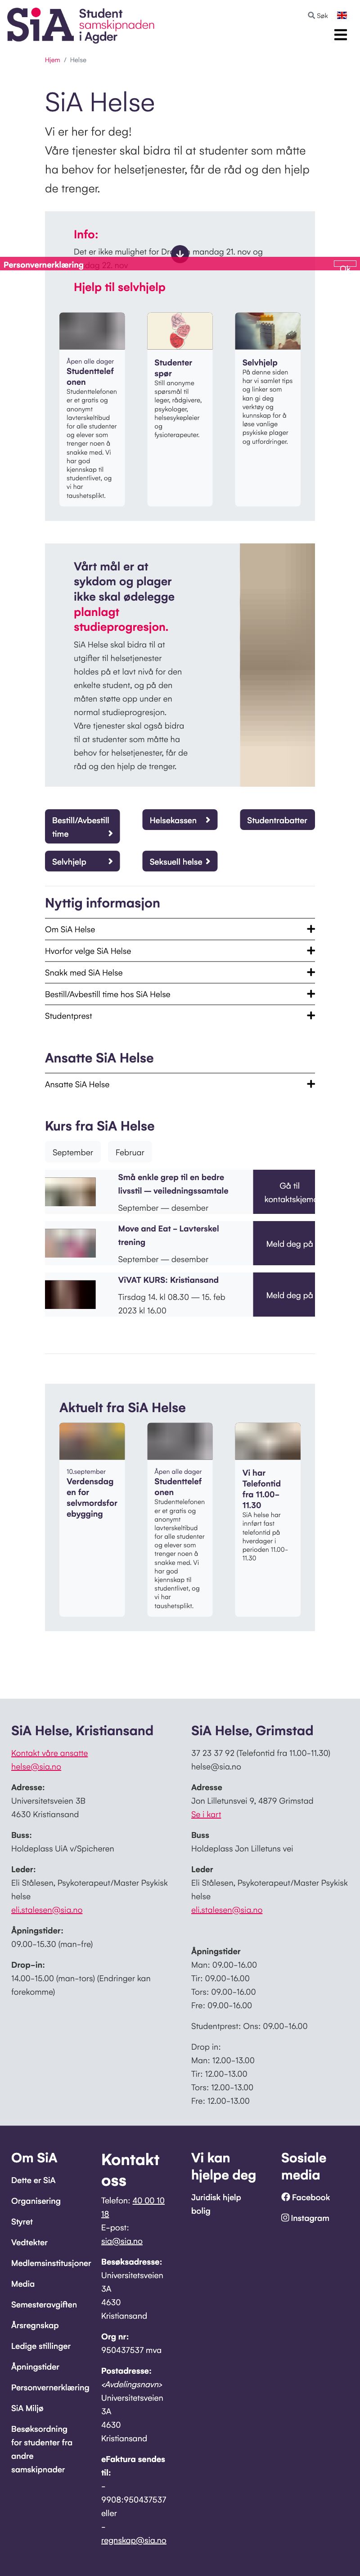 SiA Student
samskipnaden
i Agder
Søk
Hjem / Helse
SiA Helse
Vi er her for deg!
Våre tjenester skal bidra til at studenter som måtte
ha behov for helsetjenester, får de råd og den hjelp
de trenger.
Info:
Det er ikke mulighet for mandag 21. nov og
Personvernerklæring
Ok
Hjelp til selvhjelp
Åpen alle dager
Studenttelef
onen
Studenttelefonen
er et gratis og
anonymt
lavterskeltibud
for alle studenter
og elever som
trenger noen å
snakke med. Vi
har god
kjennskap til
studentlivet, og
vi har
taushetsplikt.
Studenter
spør
Still anonyme
spørsmål til
leger, rådgivere,
psykologer,
helsesykepleier
og
fysioterapeuter.
Selvhjelp
På denne siden
har vi samlet tips
og linker som
kan gi deg
verktøy og
kunnskap for å
løse vanlige
psykiske plager
og utfordringer.
Vårt mål er at
sykdom og plager
ikke skal ødelegge
planlagt
studieprogresjon.
SiA Helse skal bidra til at
utgifter til helsetjenester
holdes på et lavt nivå for den
enkelte student, og på den
måten støtte opp under en
normal studieprogresjon.
Våre tjenester skal også bidra
til at studenter som måtte ha
behov for helsetjenester, får de
råd og den hjelp de trenger.
Bestill/Avbestill
time
Helsekassen
Studentrabatter
Selvhjelp
Seksuell helse
Nyttig informasjon
Om SiA Helse
Hvorfor velge SiA Helse
Snakk med SiA Helse
Bestill/Avbestill time hos SiA Helse
Studentprest
Ansatte SiA Helse
Ansatte SiA Helse
Kurs fra SiA Helse
September
Februar
Små enkle grep til en bedre
livsstil – veiledningssamtale
September — desember
Gå til
kontaktskjema
Move and Eat - Lavterskel
trening
September — desember
Meld deg på
ViVAT KURS: Kristiansand
Tirsdag 14. kl 08.30 — 15. feb
2023 kl 16.00
Meld deg på
Aktuelt fra SiA Helse
10.september
Verdensdag
en for
selvmordsfor
ebygging
Åpen alle dager
Studenttelef
onen
Studenttelefonen
er et gratis og
anonymt
lavterskeltibud
for alle studenter
og elever som
trenger noen å
snakke med. Vi
har god
kjennskap til
studentlivet, og
vi har
taushetsplikt.
Vi har
Telefontid
fra 11.00-
11.30
SiA helse har
innført fast
telefontid på
hverdager i
perioden 11.00-
11.30
SiA Helse, Kristiansand
Kontakt våre ansatte
helse@sia.no
Adresse:
Universitetsveien 3B
4630 Kristiansand
Buss:
Holdeplass UiA v/Spicheren
Leder:
Eli Stålesen, Psykoterapeut/Master Psykisk
helse
eli.stalesen@sia.no
Åpningstider:
09.00-15.30 (man-fre)
Drop-in:
14.00-15.00 (man-tors) (Endringer kan
forekomme)
SiA Helse, Grimstad
37 23 37 92 (Telefontid fra 11.00-11.30)
helse@sia.no
Adresse
Jon Lilletunsvei 9, 4879 Grimstad
Se i kart
Buss
Holdeplass Jon Lilletuns vei
Leder
Eli Stålesen, Psykoterapeut/Master Psykisk
helse
eli.stalesen@sia.no
Åpningstider
Man: 09.00-16.00
Tir: 09.00-16.00
Tors: 09.00-16.00
Fre: 09.00-16.00
Studentprest: Ons: 09.00-16.00
Drop in:
Man: 12.00-13.00
Tir: 12.00-13.00
Tors: 12.00-13.00
Fre: 12.00-13.00
Om SiA
Dette er SiA
Organisering
Styret
Vedtekter
Medlemsinstitusjoner
Media
Semesteravgiften
Årsregnskap
Ledige stillinger
Åpningstider
Personvernerklæring
SiA Miljø
Besøksordning
for studenter fra
andre
samskipnader
Kontakt
oss
Telefon: 40 00 10
18
E-post:
sia@sia.no
Besøksadresse:
Universitetsveien
3A
4630
Kristiansand
Org nr:
950437537 mva
Postadresse:
<Avdelingsnavn>
Universitetsveien
3A
4630
Kristiansand
eFaktura sendes
til:
-
9908:950437537
eller
-
regnskap@sia.no
Vi kan
hjelpe deg
Juridisk hjelp
bolig
Sosiale
media
Facebook
Instagram